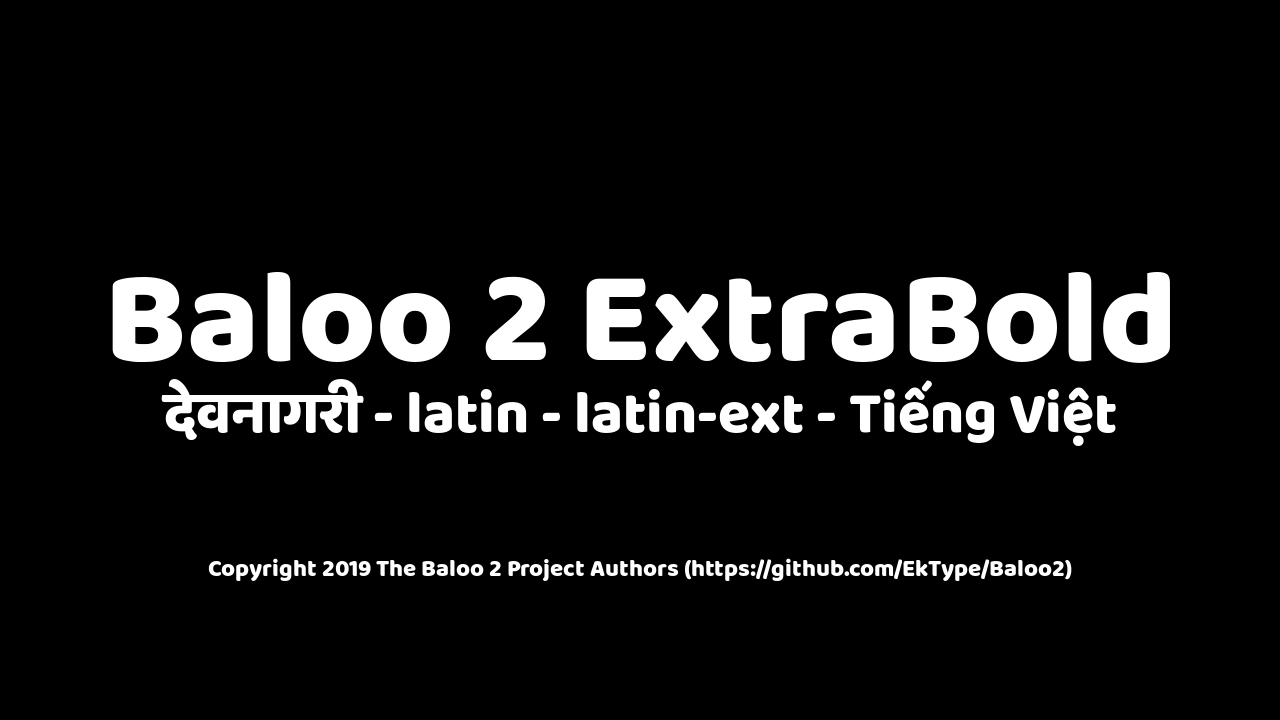 Baloo 2 ExtraBold
देवनागरी - latin - latin-ext - Tiếng Việt
Copyright 2019 The Baloo 2 Project Authors (https://github.com/EkType/Baloo2)